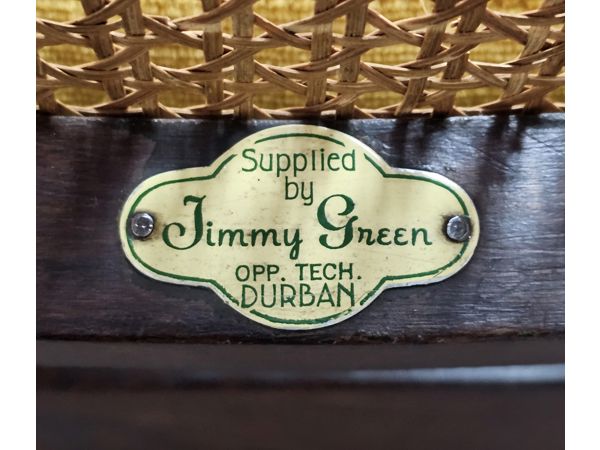 Supplied
by
Jimmy Green
OPP. TECH.
DURBAN